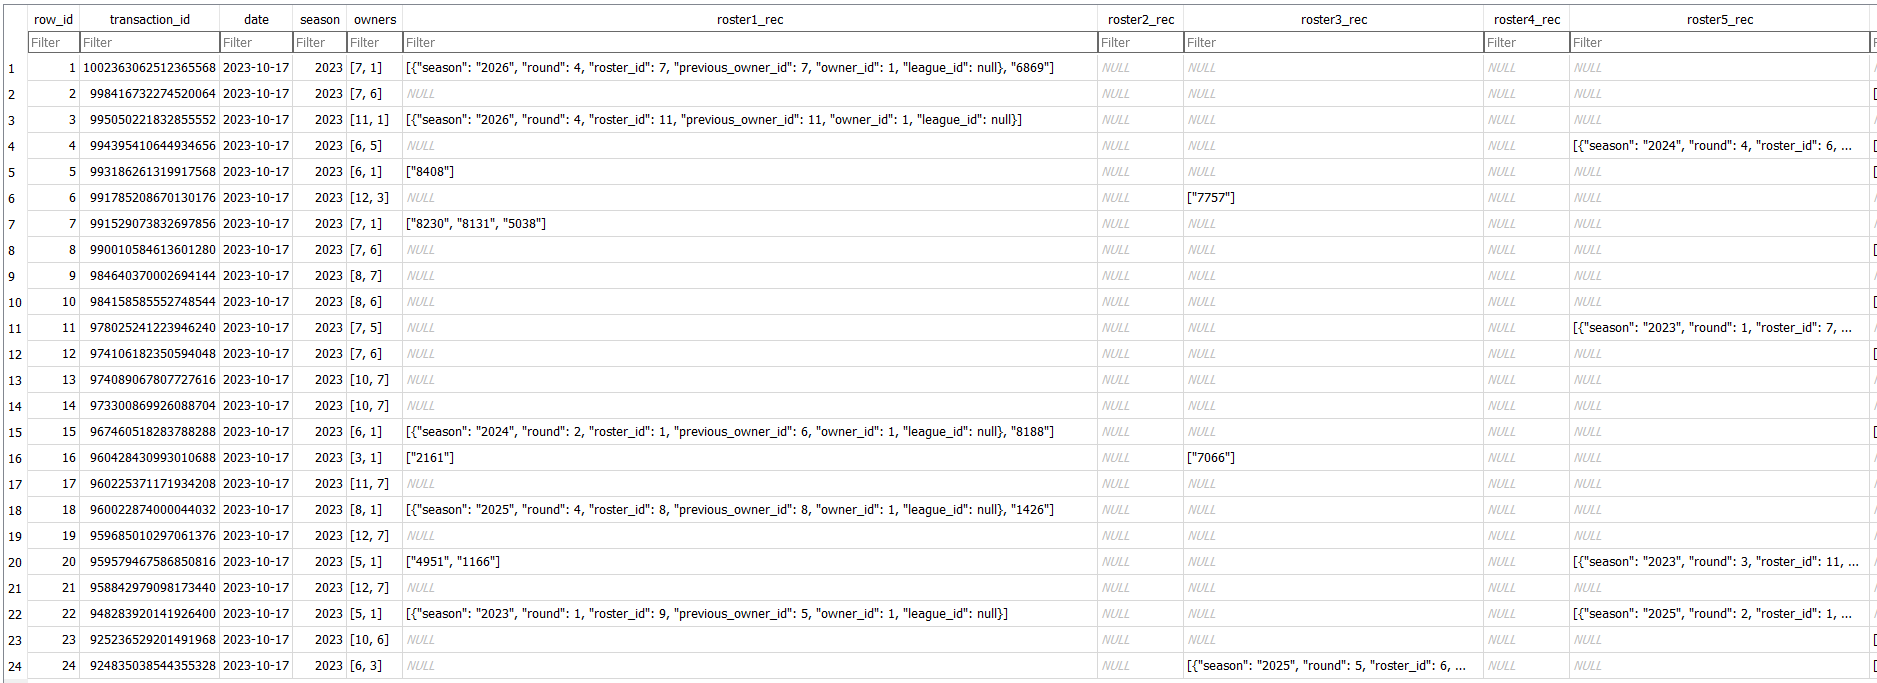 row_id transaction_id date season owners roster1_rec roster2_rec roster3_rec roster4_rec roster5_rec
Filter Filter Filter Filter Filter Filter Filter Filter Filter Filter
1 1 1002363062512365568 2023-10-17 2023 [7, 1] [{"season": "2026", "round": 4, "roster_id": 7, "previous_owner_id": 7, "owner_id": 1, "league_id": null}, "6869"] NULL NULL NULL NULL
2 2 998416732274520064 2023-10-17 2023 [7, 6] NULL NULL NULL NULL NULL [
3 3 995050221832855552 2023-10-17 2023 [11, 1] [{"season": "2026", "round": 4, "roster_id": 11, "previous_owner_id": 11, "owner_id": 1, "league_id": null}] NULL NULL NULL NULL
4 4 994395410644934656 2023-10-17 2023 [6, 5] NULL NULL NULL NULL [{"season": "2024", "round": 4, "roster_id": 6, ... [
5 5 993186261319917568 2023-10-17 2023 [6, 1] ["8408"] NULL NULL NULL NULL [
6 6 991785208670130176 2023-10-17 2023 [12, 3] NULL NULL ["7757"] NULL NULL
7 7 991529073832697856 2023-10-17 2023 [7, 1] ["8230", "8131", "5038"] NULL NULL NULL NULL
8 8 990010584613601280 2023-10-17 2023 [7, 6] NULL NULL NULL NULL NULL [
9 9 984640370002694144 2023-10-17 2023 [8, 7] NULL NULL NULL NULL NULL
10 10 984158585552748544 2023-10-17 2023 [8, 6] NULL NULL NULL NULL NULL [
11 11 978025241223946240 2023-10-17 2023 [7, 5] NULL NULL NULL NULL [{"season": "2023", "round": 1, "roster_id": 7, ...
12 12 974106182350594048 2023-10-17 2023 [7, 6] NULL NULL NULL NULL NULL [
13 13 974089067807727616 2023-10-17 2023 [10, 7] NULL NULL NULL NULL NULL
14 14 973300869926088704 2023-10-17 2023 [10, 7] NULL NULL NULL NULL NULL
15 15 967460518283788288 2023-10-17 2023 [6, 1] [{"season": "2024", "round": 2, "roster_id": 1, "previous_owner_id": 6, "owner_id": 1, "league_id": null}, "8188"] NULL NULL NULL NULL [
16 16 960428430993010688 2023-10-17 2023 [3, 1] ["2161"] NULL ["7066"] NULL NULL
17 17 960225371171934208 2023-10-17 2023 [11, 7] NULL NULL NULL NULL NULL
18 18 960022874000044032 2023-10-17 2023 [8, 1] [{"season": "2025", "round": 4, "roster_id": 8, "previous_owner_id": 8, "owner_id": 1, "league_id": null}, "1426"] NULL NULL NULL NULL
19 19 959685010297061376 2023-10-17 2023 [12, 7] NULL NULL NULL NULL NULL
20 20 959579467586850816 2023-10-17 2023 [5, 1] ["4951", "1166"] NULL NULL NULL [{"season": "2023", "round": 3, "roster_id": 11, ...
21 21 958842979098173440 2023-10-17 2023 [12, 7] NULL NULL NULL NULL NULL
22 22 948283920141926400 2023-10-17 2023 [5, 1] [{"season": "2023", "round": 1, "roster_id": 9, "previous_owner_id": 5, "owner_id": 1, "league_id": null}] NULL NULL NULL [{"season": "2025", "round": 2, "roster_id": 1, ...
23 23 925236529201491968 2023-10-17 2023 [10, 6] NULL NULL NULL NULL NULL [
24 24 924835038544355328 2023-10-17 2023 [6, 3] NULL NULL [{"season": "2025", "round": 5, "roster_id": 6, ... NULL NULL [